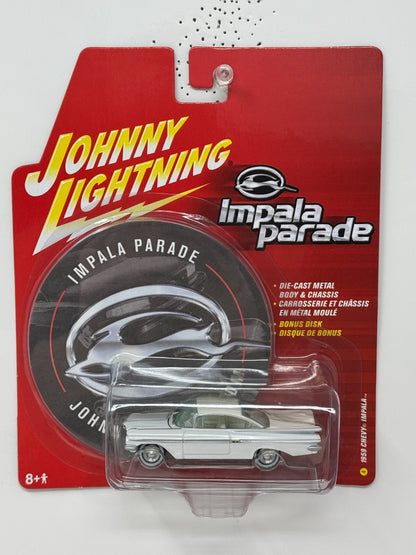 JOHNNY
LIGHTNING®
Impala
parade
IMPALA PARADE
• DIE-CAST METAL
BODY & CHASSIS
• CARROSSERIE ET CHÂSSIS
EN MÉTAL MOULÉ
• BONUS DISK
DISQUE DE BONUS
JOHN
8+
1959 CHEVY® IMPALA™